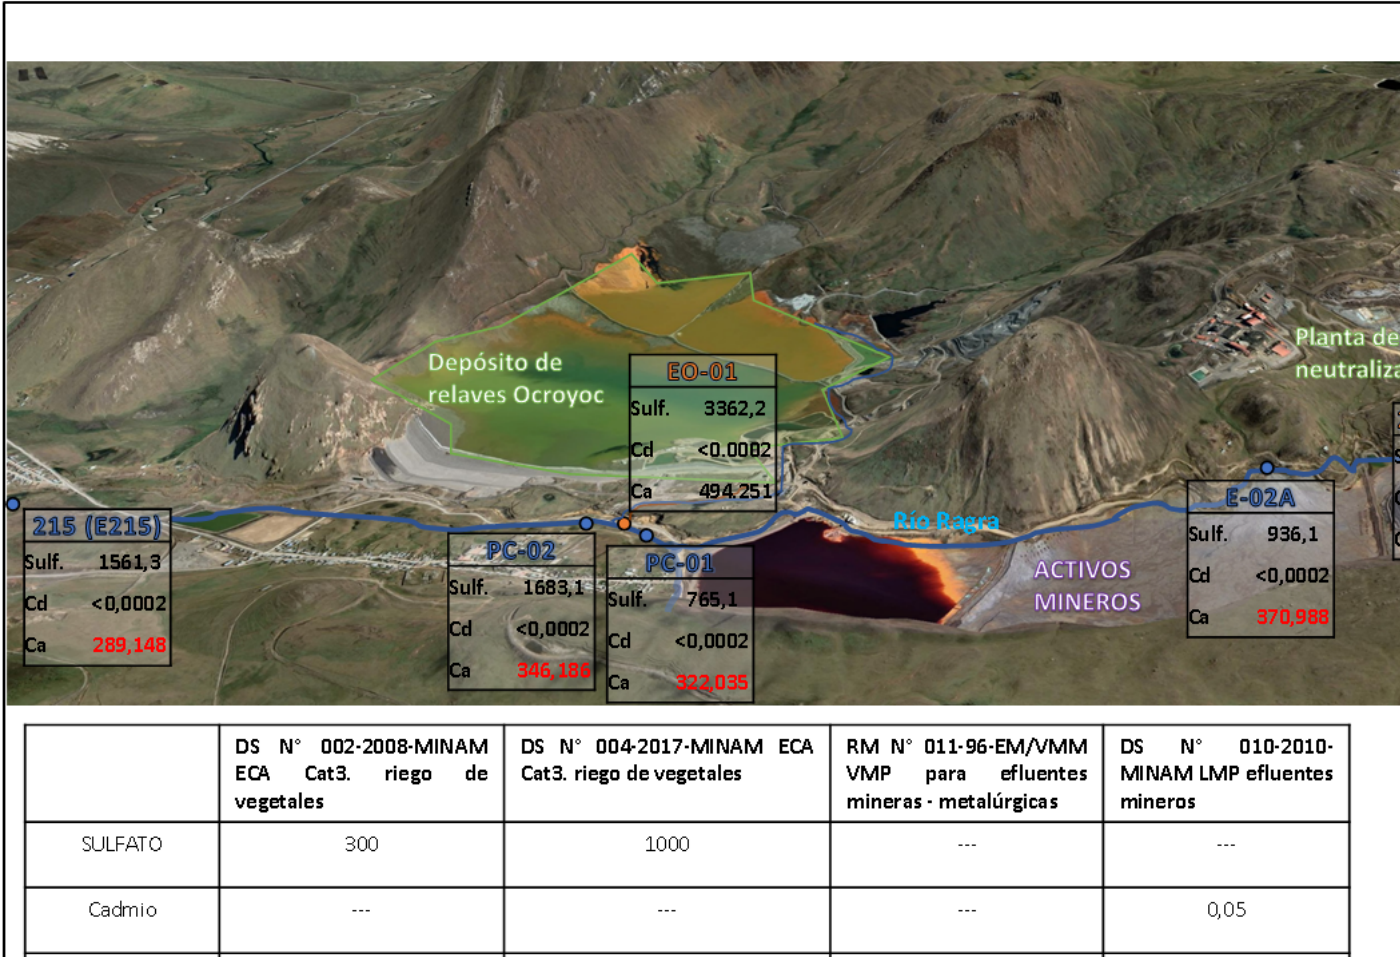 Depósito de
relaves Ocroyoc
EO-01
Sulf. 3362,2
Cd <0.0002
Ca 494.251
Planta de
neutraliza
215 (E215)
Sulf. 1561,3
Cd <0,0002
Ca 289,148
PC-02
Sulf. 1683,1
Cd <0,0002
Ca 346,186
PC-01
Sulf. 765,1
Cd <0,0002
Ca 322,035
Río Ragra
ACTIVOS
MINEROS
E-02A
Sulf. 936,1
Cd <0,0002
Ca 370,988
DS N° 002-2008-MINAM
ECA Cat3. riego de
vegetales
DS N° 004-2017-MINAM ECA
Cat3. riego de vegetales
RM N° 011-96-EM/VMM
VMP para efluentes
mineras - metalúrgicas
DS N° 010-2010-
MINAM LMP efluentes
mineros
SULFATO 300 1000 --- ---
Cadmio --- --- --- 0,05